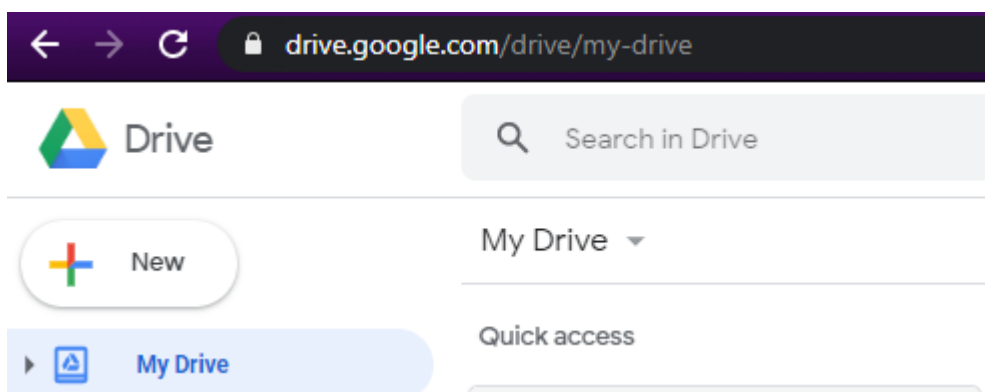 drive.google.com/drive/my-drive
Drive
Search in Drive
New
My Drive
My Drive
Quick access